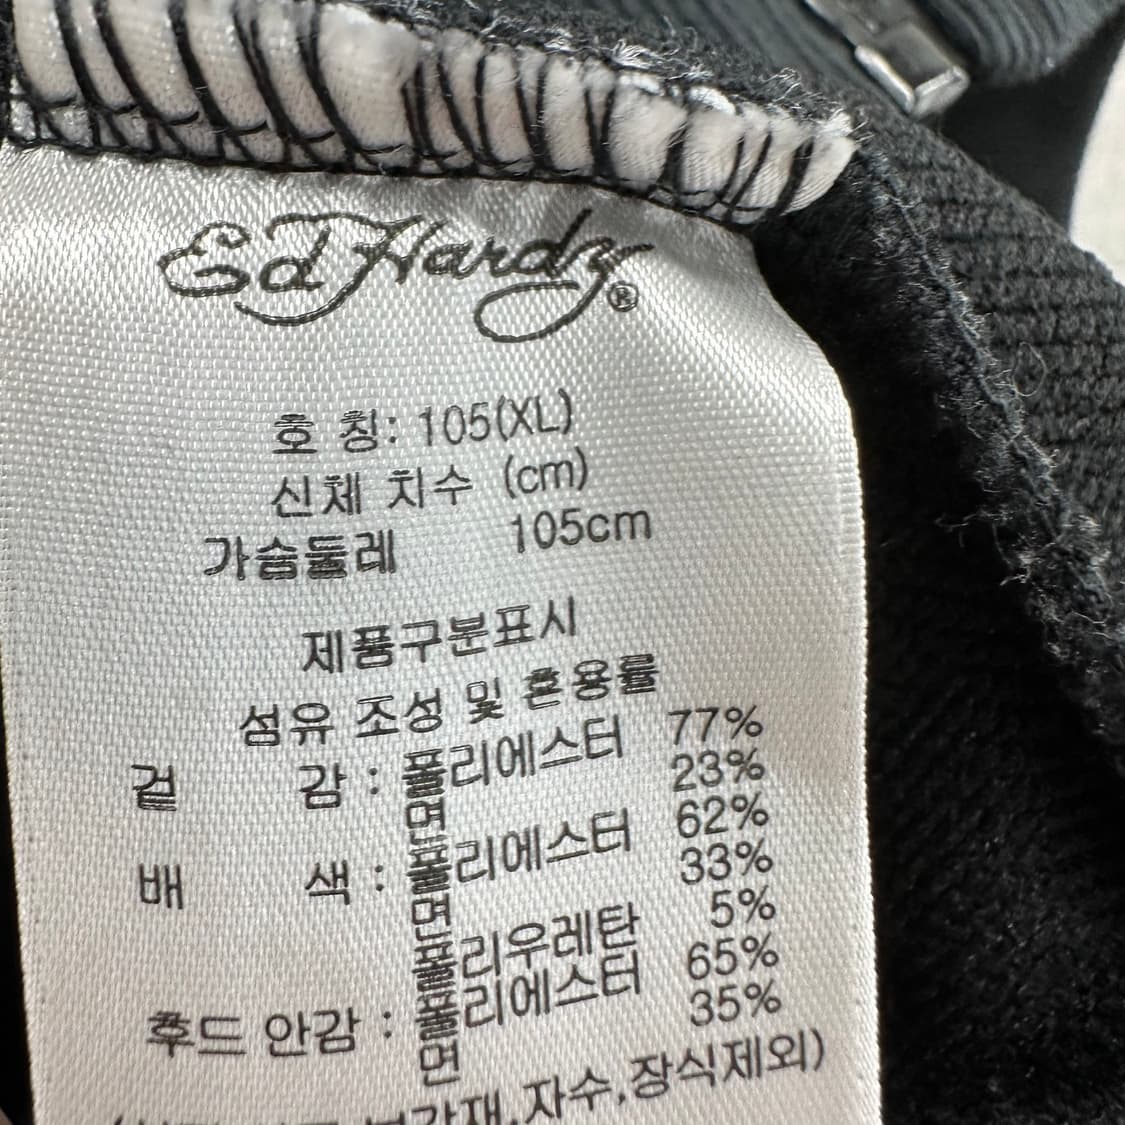 Ed Hardy®
호 칭: 105(XL)
신체 치수 (cm)
가슴둘레 105cm
제품구분표시
섬유 조성 및 혼용률
겉 감 : 폴리에스터 77%
면 23%
배 색 : 폴리에스터 62%
면 33%
폴리우레탄 5%
후드 안감 : 폴리에스터 65%
면 35%
자수,장식제외)